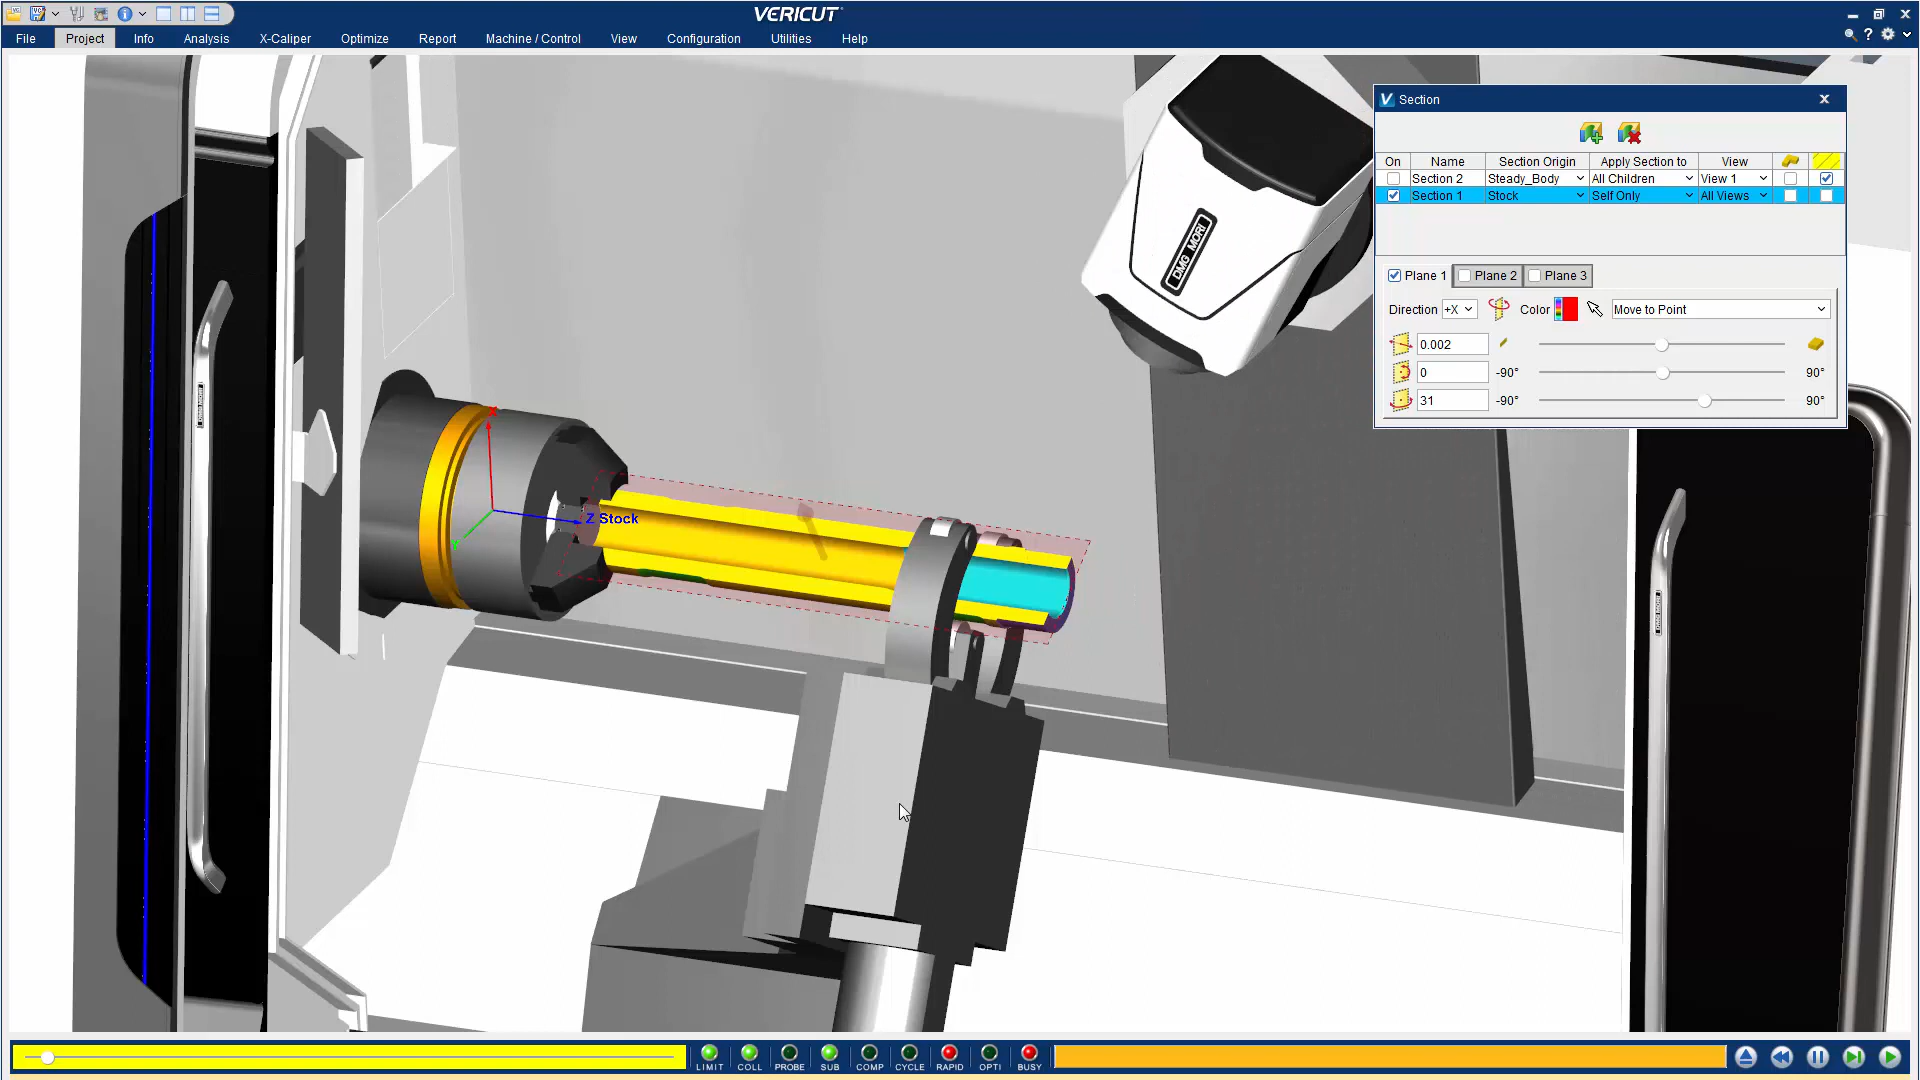 VERICUT
File Project Info Analysis X-Caliper Optimize Report Machine / Control View Configuration Utilities Help
Section
On Name Section Origin Apply Section to View
Section 2 Steady_Body All Children View 1
Section 1 Stock Self Only All Views
Plane 1 Plane 2 Plane 3
Direction +X Color Move to Point
0.002
0 -90° 90°
31 -90° 90°
DMG MORI
X
Z Stock
Y
LIMIT COLL PROBE SUB COMP CYCLE RAPID OPTI BUSY